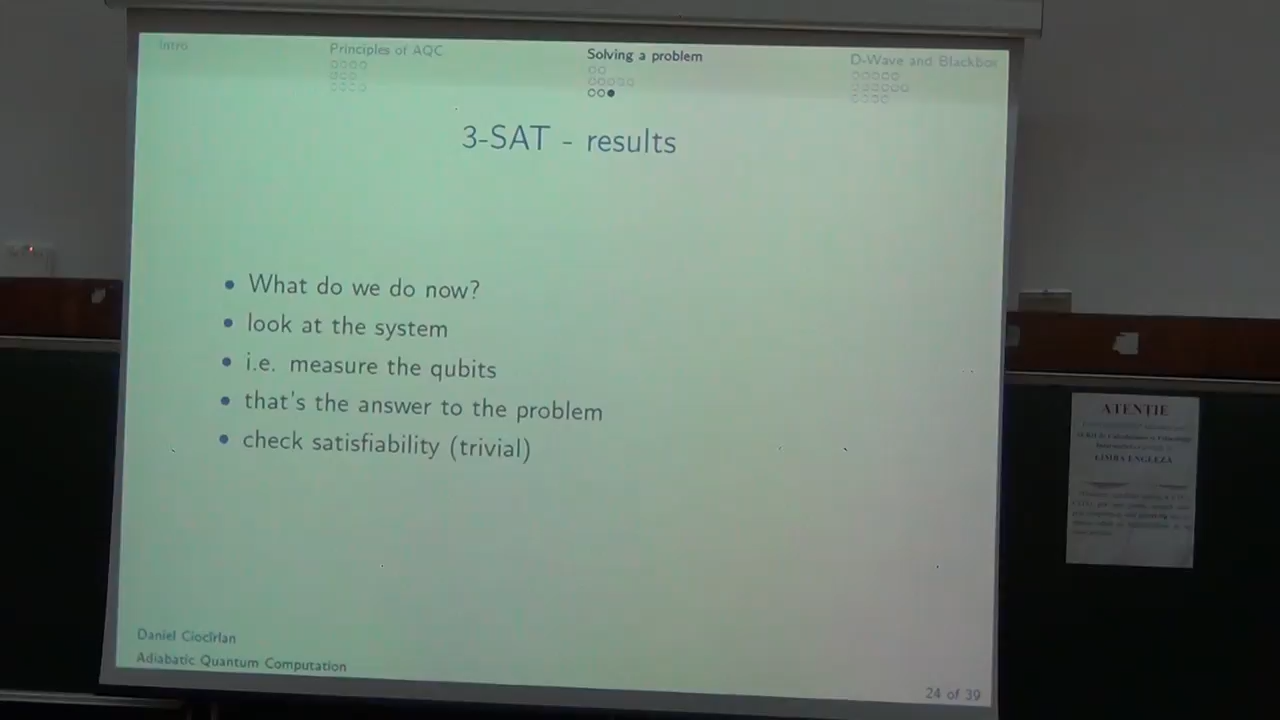 Intro
Principles of AQC
Solving a problem
D-Wave and Blackbox
3-SAT - results
• What do we do now?
• look at the system
• i.e. measure the qubits
• that's the answer to the problem
• check satisfiability (trivial)
Daniel Ciocîrlan
Adiabatic Quantum Computation
24 of 39
ATENȚIE
LIMBA ENGLEZA